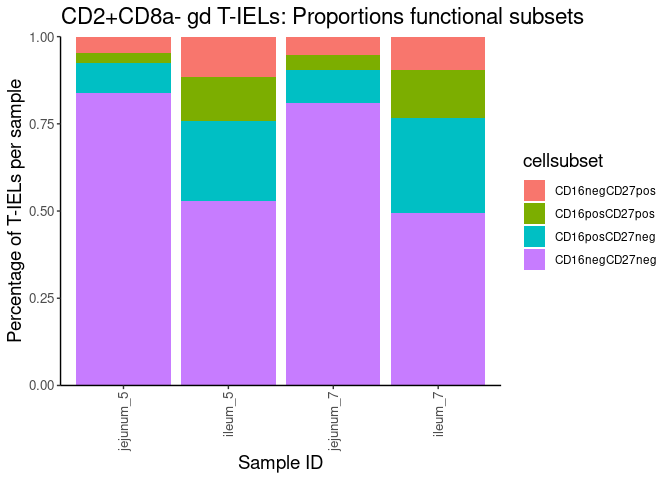 CD2+CD8a- gd T-IELs: Proportions functional subsets
Percentage of T-IELs per sample
1.00
0.75
0.50
0.25
0.00
jejunum_5
ileum_5
jejunum_7
ileum_7
Sample ID
cellsubset
CD16negCD27pos
CD16posCD27pos
CD16posCD27neg
CD16negCD27neg